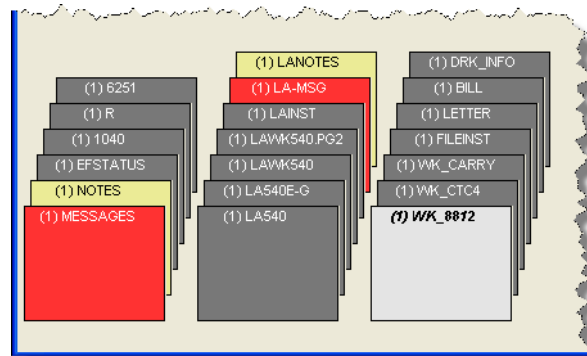 (1) 6251
(1) R
(1) 1040
(1) EFSTATUS
(1) NOTES
(1) MESSAGES
(1) LANOTES
(1) LA-MSG
(1) LAINST
(1) LAWK540.PG2
(1) LAWK540
(1) LA540E-G
(1) LA540
(1) DRK_INFO
(1) BILL
(1) LETTER
(1) FILEINST
(1) WK_CARRY
(1) WK_CTC4
(1) WK_8812